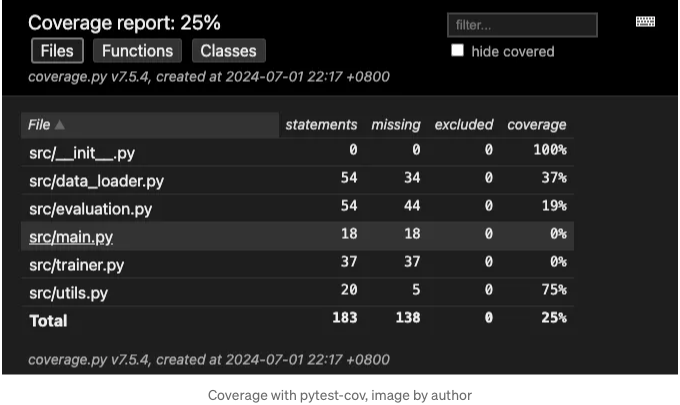 Coverage report: 25%
filter...
Files Functions Classes
hide covered
coverage.py v7.5.4, created at 2024-07-01 22:17 +0800
File statements missing excluded coverage
src/__init__.py 0 0 0 100%
src/data_loader.py 54 34 0 37%
src/evaluation.py 54 44 0 19%
src/main.py 18 18 0 0%
src/trainer.py 37 37 0 0%
src/utils.py 20 5 0 75%
Total 183 138 0 25%
coverage.py v7.5.4, created at 2024-07-01 22:17 +0800
Coverage with pytest-cov, image by author